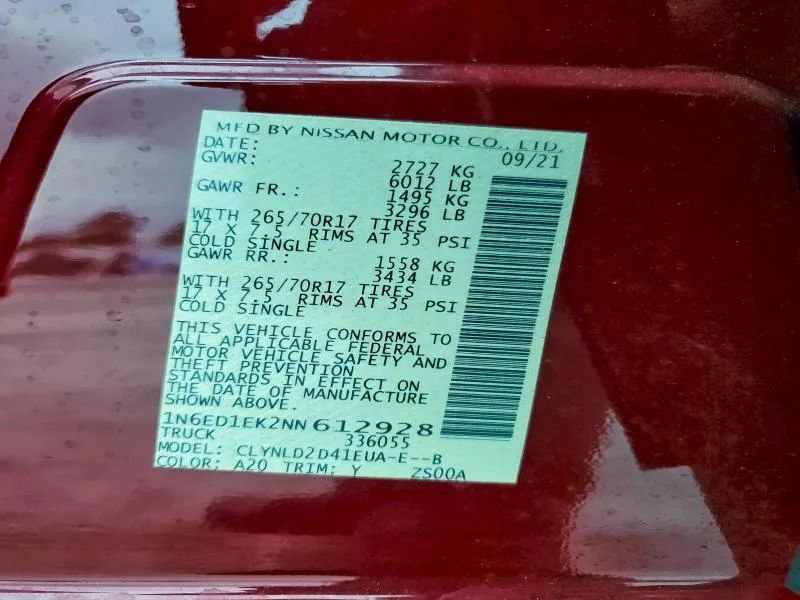 MFD BY NISSAN MOTOR CO., LTD.
DATE: 09/21
GVWR: 2727 KG
6012 LB
GAWR FR.: 1495 KG
3296 LB
WITH 265/70R17 TIRES
17 X 7.5 RIMS AT 35 PSI
COLD SINGLE
GAWR RR.: 1558 KG
3434 LB
WITH 265/70R17 TIRES
17 X 7.5 RIMS AT 35 PSI
COLD SINGLE
THIS VEHICLE CONFORMS TO
ALL APPLICABLE FEDERAL
MOTOR VEHICLE SAFETY AND
THEFT PREVENTION
STANDARDS IN EFFECT ON
THE DATE OF MANUFACTURE
SHOWN ABOVE.
1N6ED1EK2NN612928
TRUCK 336055
MODEL: CLYNLD2D41EUA-E--B
COLOR: A20 TRIM: Y ZS00A